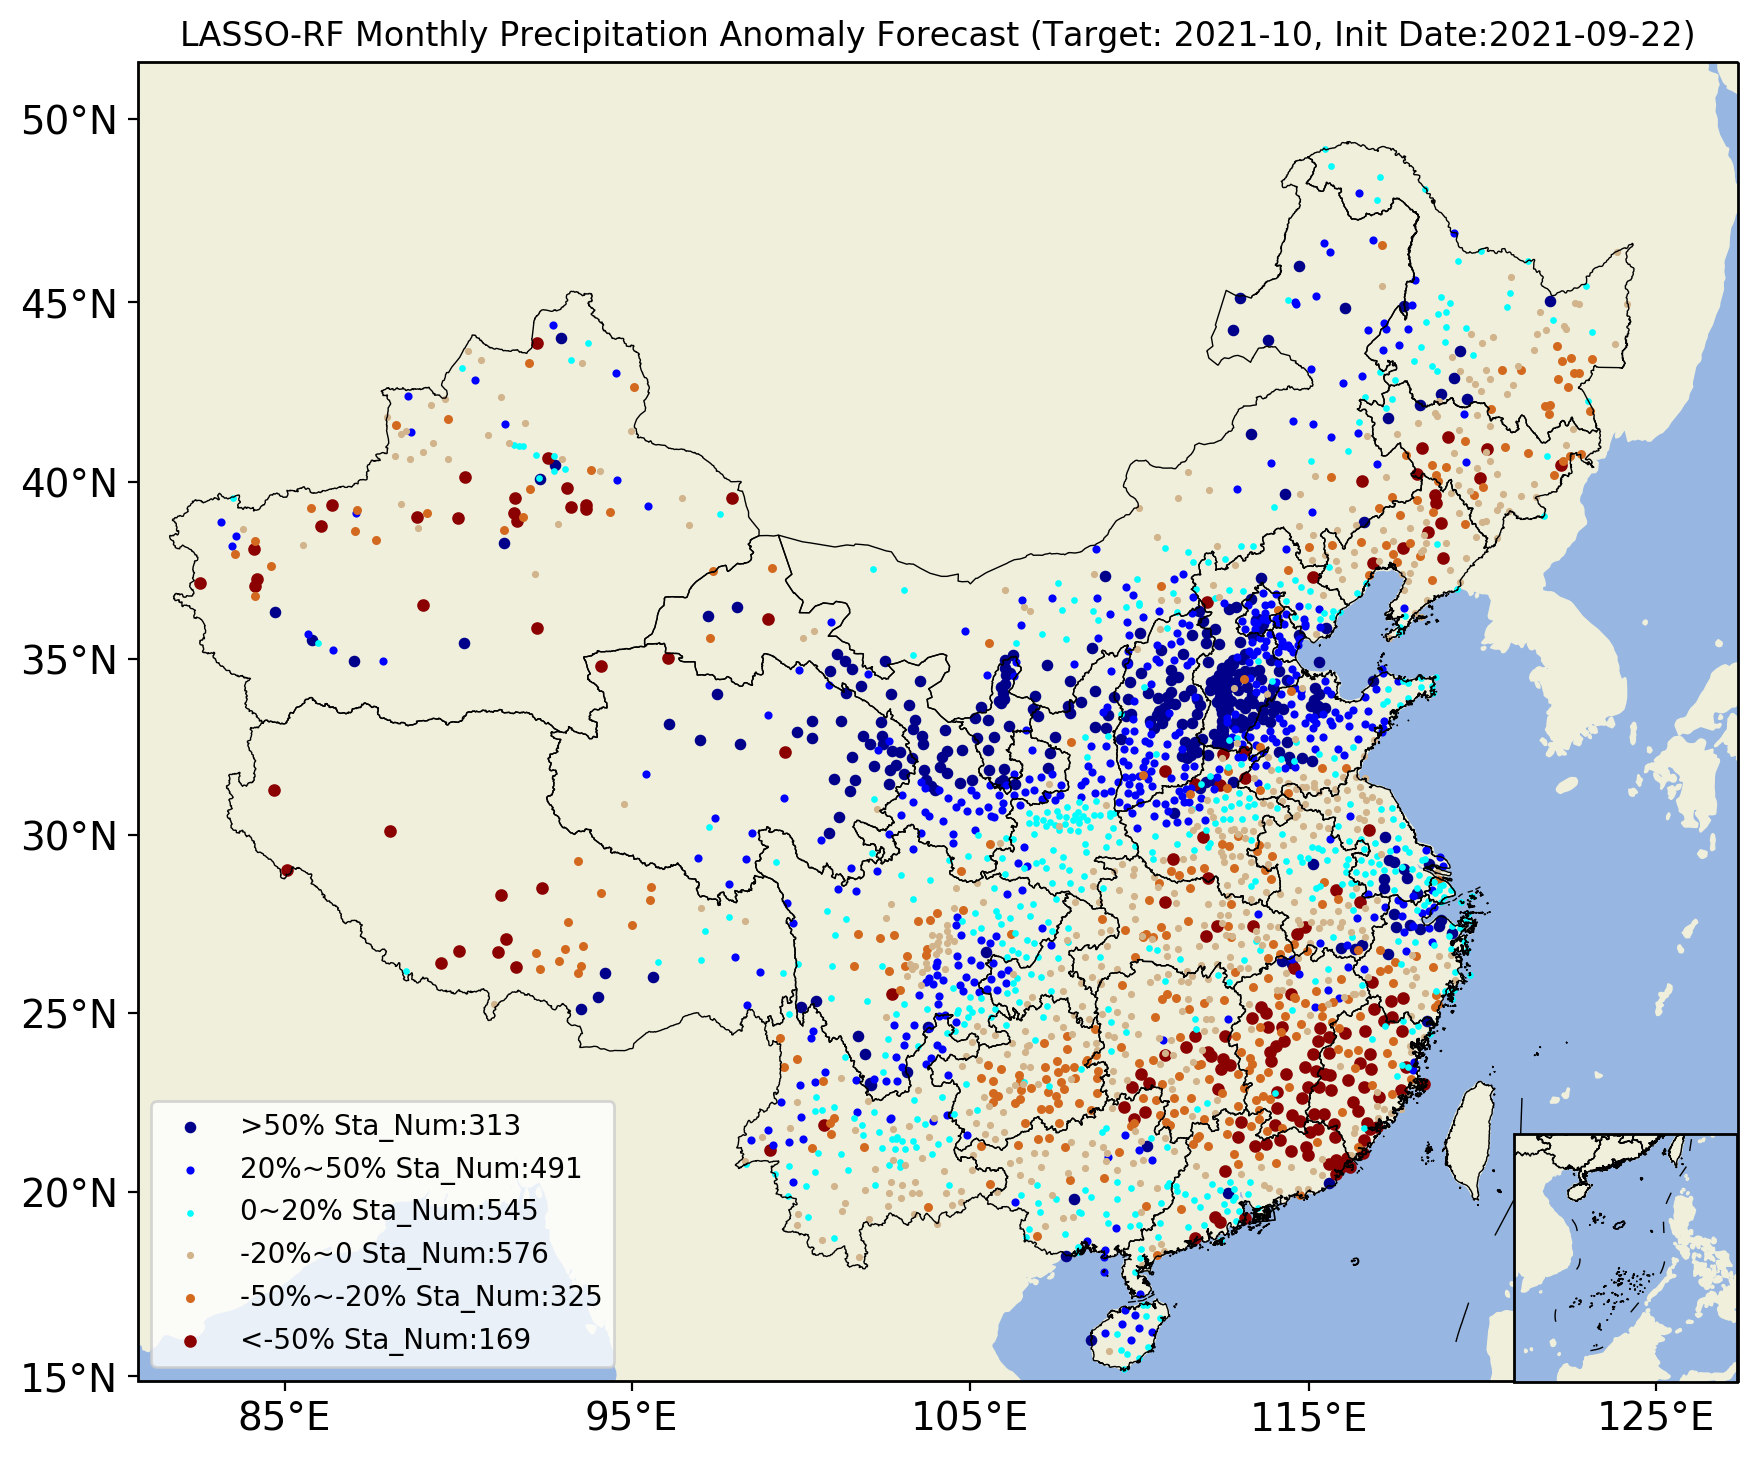 LASSO-RF Monthly Precipitation Anomaly Forecast (Target: 2021-10, Init Date:2021-09-22)
50°N
45°N
40°N
35°N
30°N
25°N
20°N
15°N
>50% Sta_Num:313
20%~50% Sta_Num:491
0~20% Sta_Num:545
-20%~0 Sta_Num:576
-50%~-20% Sta_Num:325
<-50% Sta_Num:169
85°E
95°E
105°E
115°E
125°E